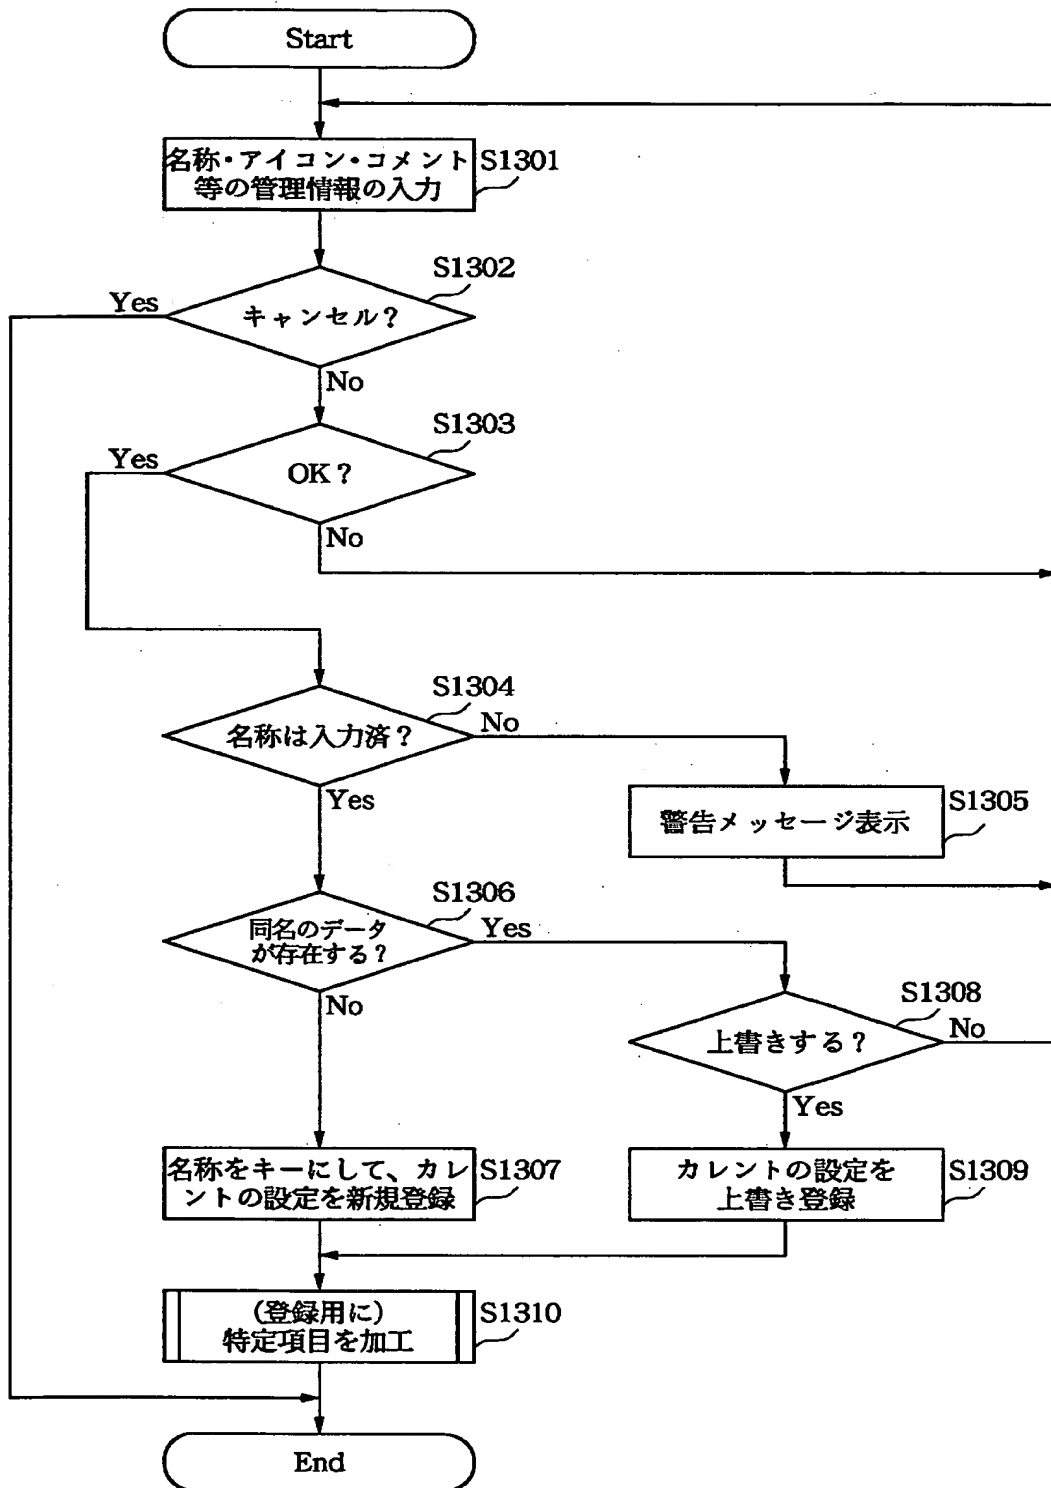 Start
名称・アイコン・コメント
等の管理情報の入力
S1301
S1302
Yes
キャンセル？
No
S1303
Yes
OK？
No
S1304
名称は入力済？
No
Yes
警告メッセージ表示
S1305
S1306
同名のデータ
が存在する？
Yes
No
S1308
上書きする？
No
Yes
名称をキーにして、カレ
ントの設定を新規登録
S1307
カレントの設定を
上書き登録
S1309
(登録用に)
特定項目を加工
S1310
End